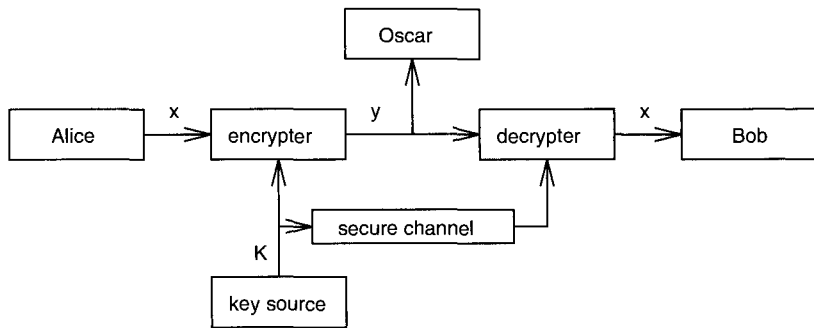 Oscar
x
y
x
Alice
encrypter
decrypter
Bob
secure channel
K
key source